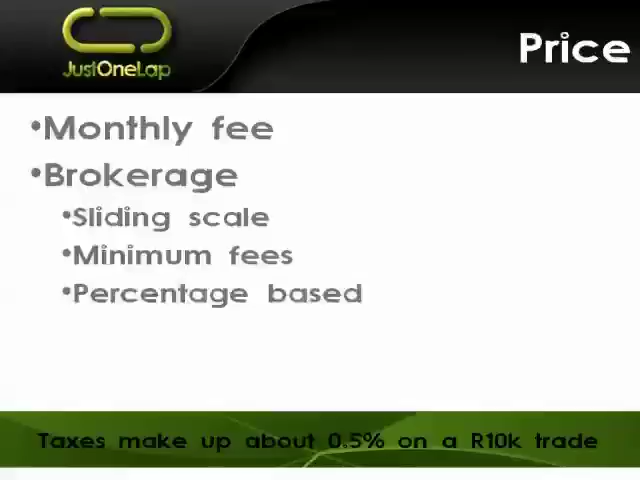 JustOneLap
Price
•Monthly fee
•Brokerage
•Sliding scale
•Minimum fees
•Percentage based
Taxes make up about 0.5% on a R10k trade